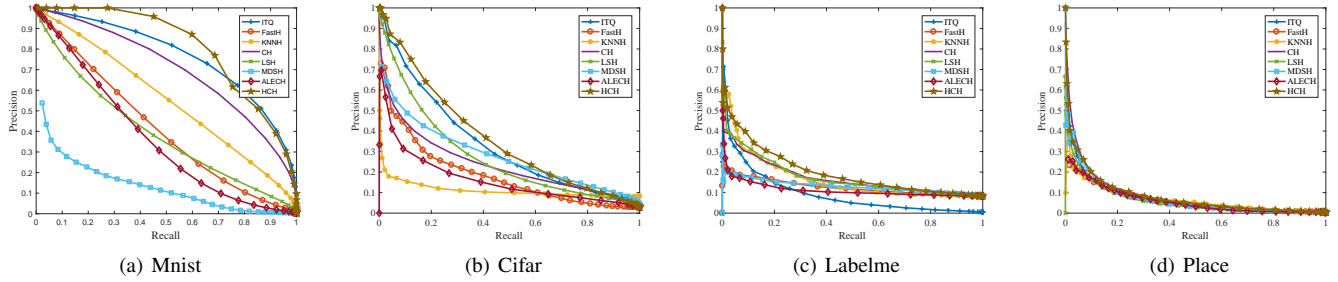 1
0.9
0.8
0.7
0.6
0.5
0.4
0.3
0.2
0.1
0
Precision
0 0.1 0.2 0.3 0.4 0.5 0.6 0.7 0.8 0.9 1
Recall
ITQ
FastH
KNNH
CH
LSH
MDSH
ALECH
HCH
(a) Mnist
1
0.9
0.8
0.7
0.6
0.5
0.4
0.3
0.2
0.1
0
Precision
0 0.2 0.4 0.6 0.8 1
Recall
ITQ
FastH
KNNH
CH
LSH
MDSH
ALECH
HCH
(b) Cifar
1
0.9
0.8
0.7
0.6
0.5
0.4
0.3
0.2
0.1
0
Precision
0 0.2 0.4 0.6 0.8 1
Recall
ITQ
FastH
KNNH
CH
LSH
MDSH
ALECH
HCH
(c) Labelme
1
0.9
0.8
0.7
0.6
0.5
0.4
0.3
0.2
0.1
0
Precision
0 0.2 0.4 0.6 0.8 1
Recall
ITQ
FastH
KNNH
CH
LSH
MDSH
ALECH
HCH
(d) Place